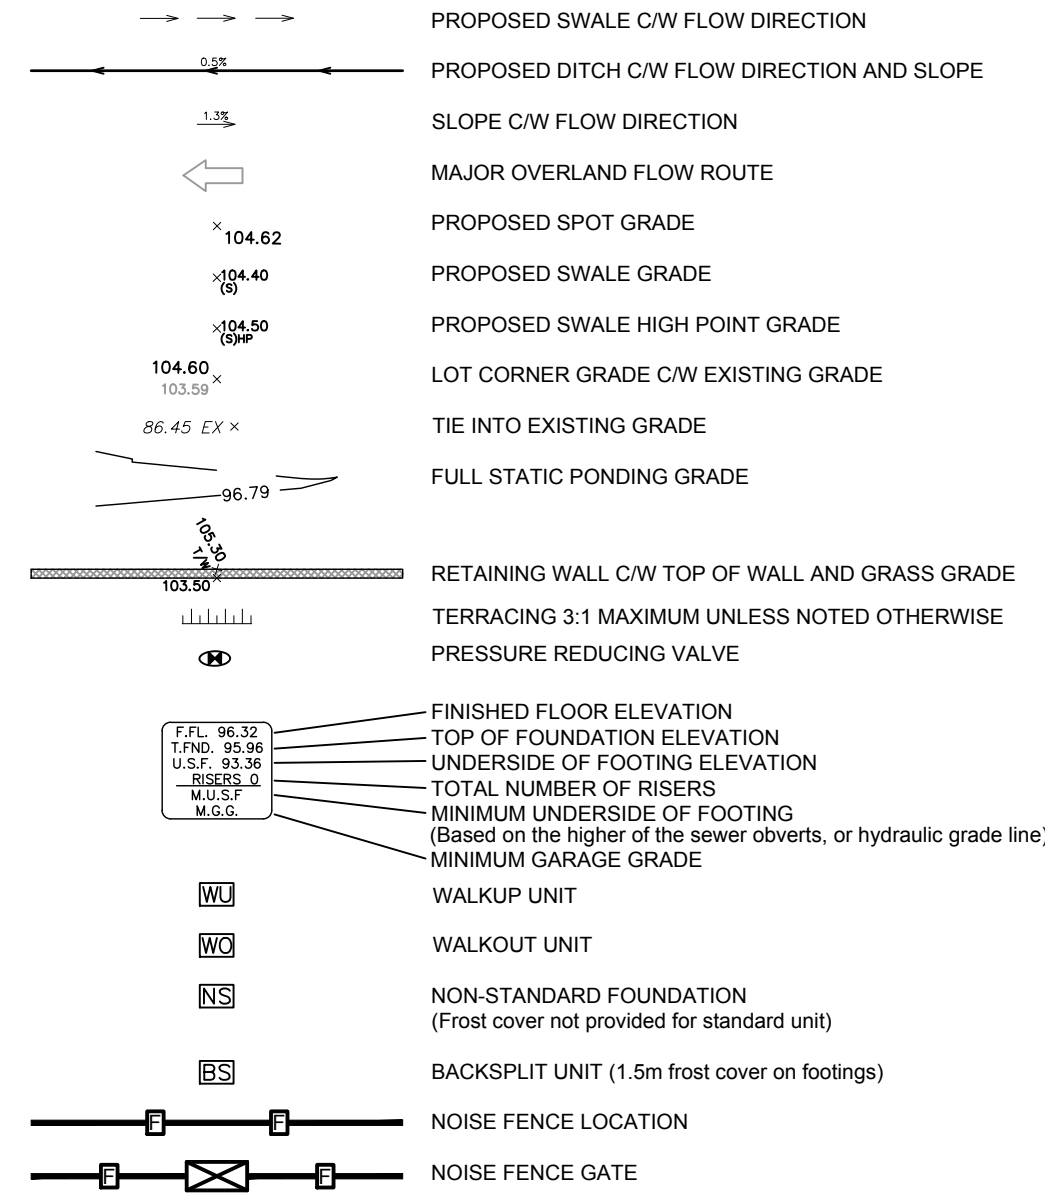 PROPOSED SWALE C/W FLOW DIRECTION
0.5%
PROPOSED DITCH C/W FLOW DIRECTION AND SLOPE
1.3%
SLOPE C/W FLOW DIRECTION
MAJOR OVERLAND FLOW ROUTE
×104.62
PROPOSED SPOT GRADE
×104.40
(S)
PROPOSED SWALE GRADE
×104.50
(S)HP
PROPOSED SWALE HIGH POINT GRADE
104.60
103.59 ×
LOT CORNER GRADE C/W EXISTING GRADE
86.45 EX ×
TIE INTO EXISTING GRADE
96.79
FULL STATIC PONDING GRADE
105.30
T/W
103.50
RETAINING WALL C/W TOP OF WALL AND GRASS GRADE
TERRACING 3:1 MAXIMUM UNLESS NOTED OTHERWISE
PRESSURE REDUCING VALVE
F.FL. 96.32
T.FND. 95.96
U.S.F. 93.36
RISERS 0
M.U.S.F
M.G.G.
FINISHED FLOOR ELEVATION
TOP OF FOUNDATION ELEVATION
UNDERSIDE OF FOOTING ELEVATION
TOTAL NUMBER OF RISERS
MINIMUM UNDERSIDE OF FOOTING
(Based on the higher of the sewer obverts, or hydraulic grade line)
MINIMUM GARAGE GRADE
WU
WALKUP UNIT
WO
WALKOUT UNIT
NS
NON-STANDARD FOUNDATION
(Frost cover not provided for standard unit)
BS
BACKSPLIT UNIT (1.5m frost cover on footings)
F F
NOISE FENCE LOCATION
F F
NOISE FENCE GATE